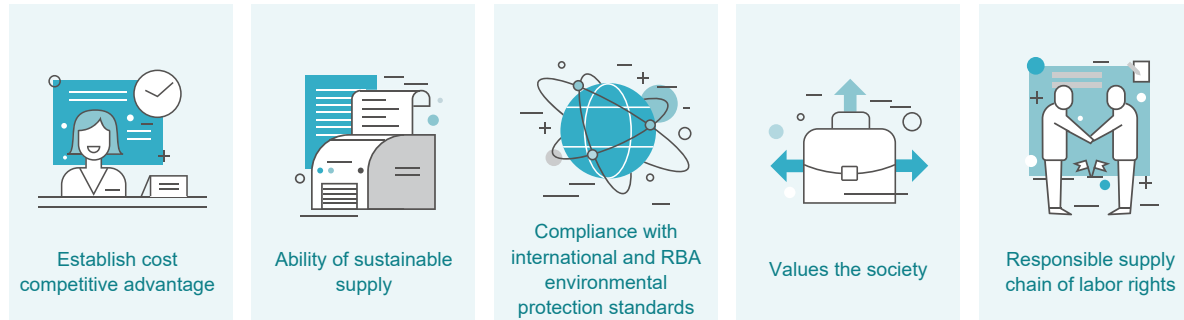 Establish cost
competitive advantage
Ability of sustainable
supply
Compliance with
international and RBA
environmental
protection standards
Values the society
Responsible supply
chain of labor rights